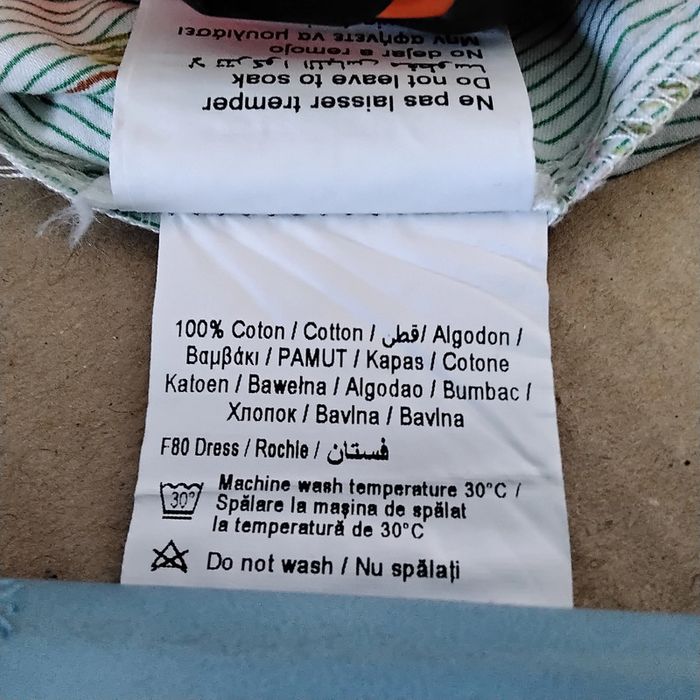 Ne pas laisser tremper
Do not leave to soak
No dejar a remojo
Μην αφήνετε να μουλιάσει
100% Coton / Cotton / قطن/ Algodon /
Βαμβάκι / PAMUT / Kapas / Cotone
Katoen / Bawełna / Algodao / Bumbac /
Хлопок / Bavlna / Bavlna
F80 Dress / Rochie / فستان
30° Machine wash temperature 30°C /
Spălare la mașina de spălat
la temperatură de 30°C
Do not wash / Nu spălați